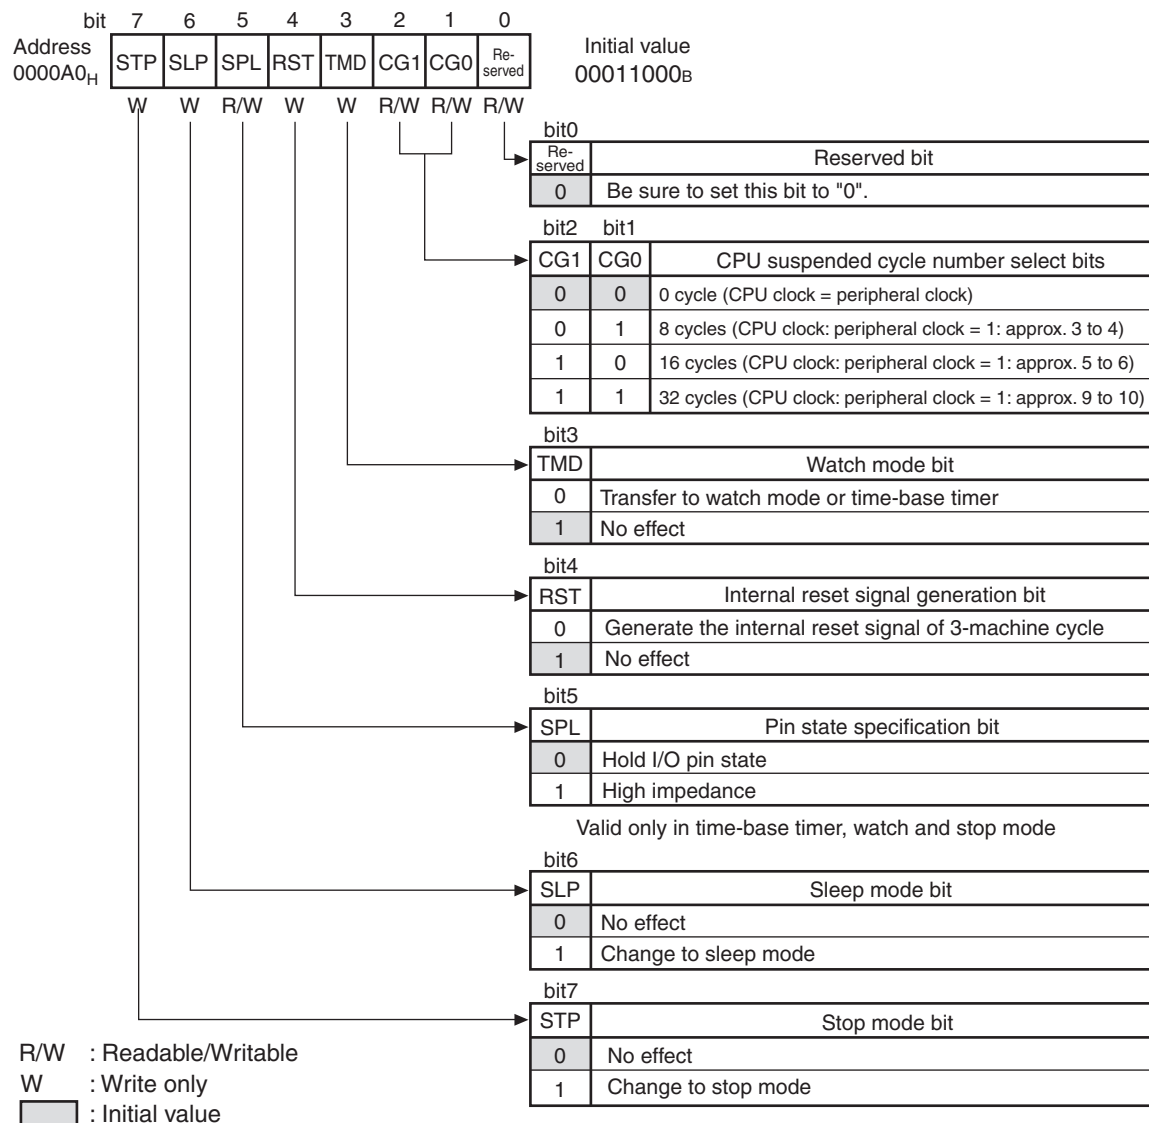 bit 7 6 5 4 3 2 1 0
Address
0000A0H
STP SLP SPL RST TMD CG1 CG0 Re-
served
Initial value
00011000B
W W R/W W W R/W R/W R/W
bit0
Re-
served
Reserved bit
0 Be sure to set this bit to "0".
bit2 bit1
CG1 CG0 CPU suspended cycle number select bits
0 0 0 cycle (CPU clock = peripheral clock)
0 1 8 cycles (CPU clock: peripheral clock = 1: approx. 3 to 4)
1 0 16 cycles (CPU clock: peripheral clock = 1: approx. 5 to 6)
1 1 32 cycles (CPU clock: peripheral clock = 1: approx. 9 to 10)
bit3
TMD Watch mode bit
0 Transfer to watch mode or time-base timer
1 No effect
bit4
RST Internal reset signal generation bit
0 Generate the internal reset signal of 3-machine cycle
1 No effect
bit5
SPL Pin state specification bit
0 Hold I/O pin state
1 High impedance
Valid only in time-base timer, watch and stop mode
bit6
SLP Sleep mode bit
0 No effect
1 Change to sleep mode
bit7
STP Stop mode bit
0 No effect
1 Change to stop mode
R/W : Readable/Writable
W : Write only
: Initial value